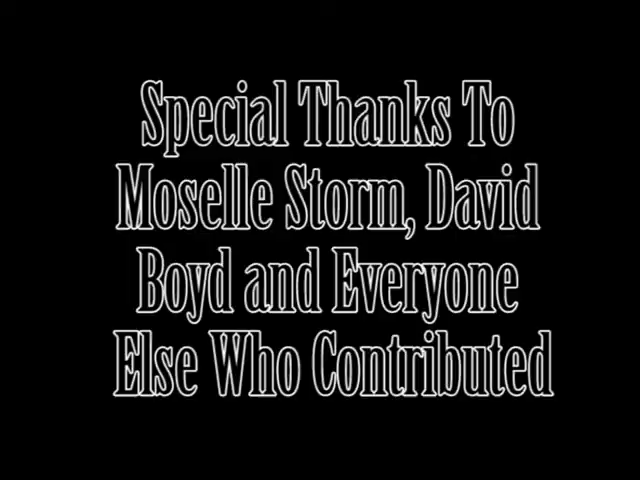 Special Thanks To
Moselle Storm, David
Boyd and Everyone
Else Who Contributed